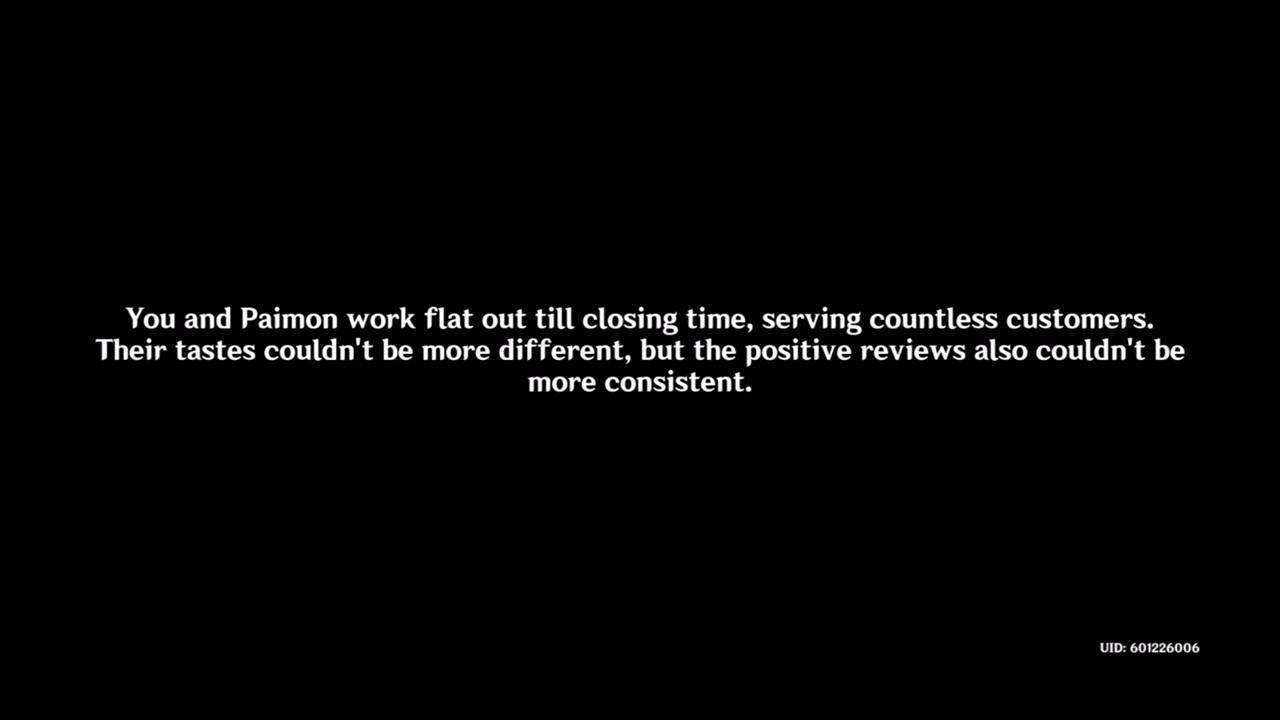 You and Paimon work flat out till closing time, serving countless customers.
Their tastes couldn't be more different, but the positive reviews also couldn't be
more consistent.
UID: 601226006